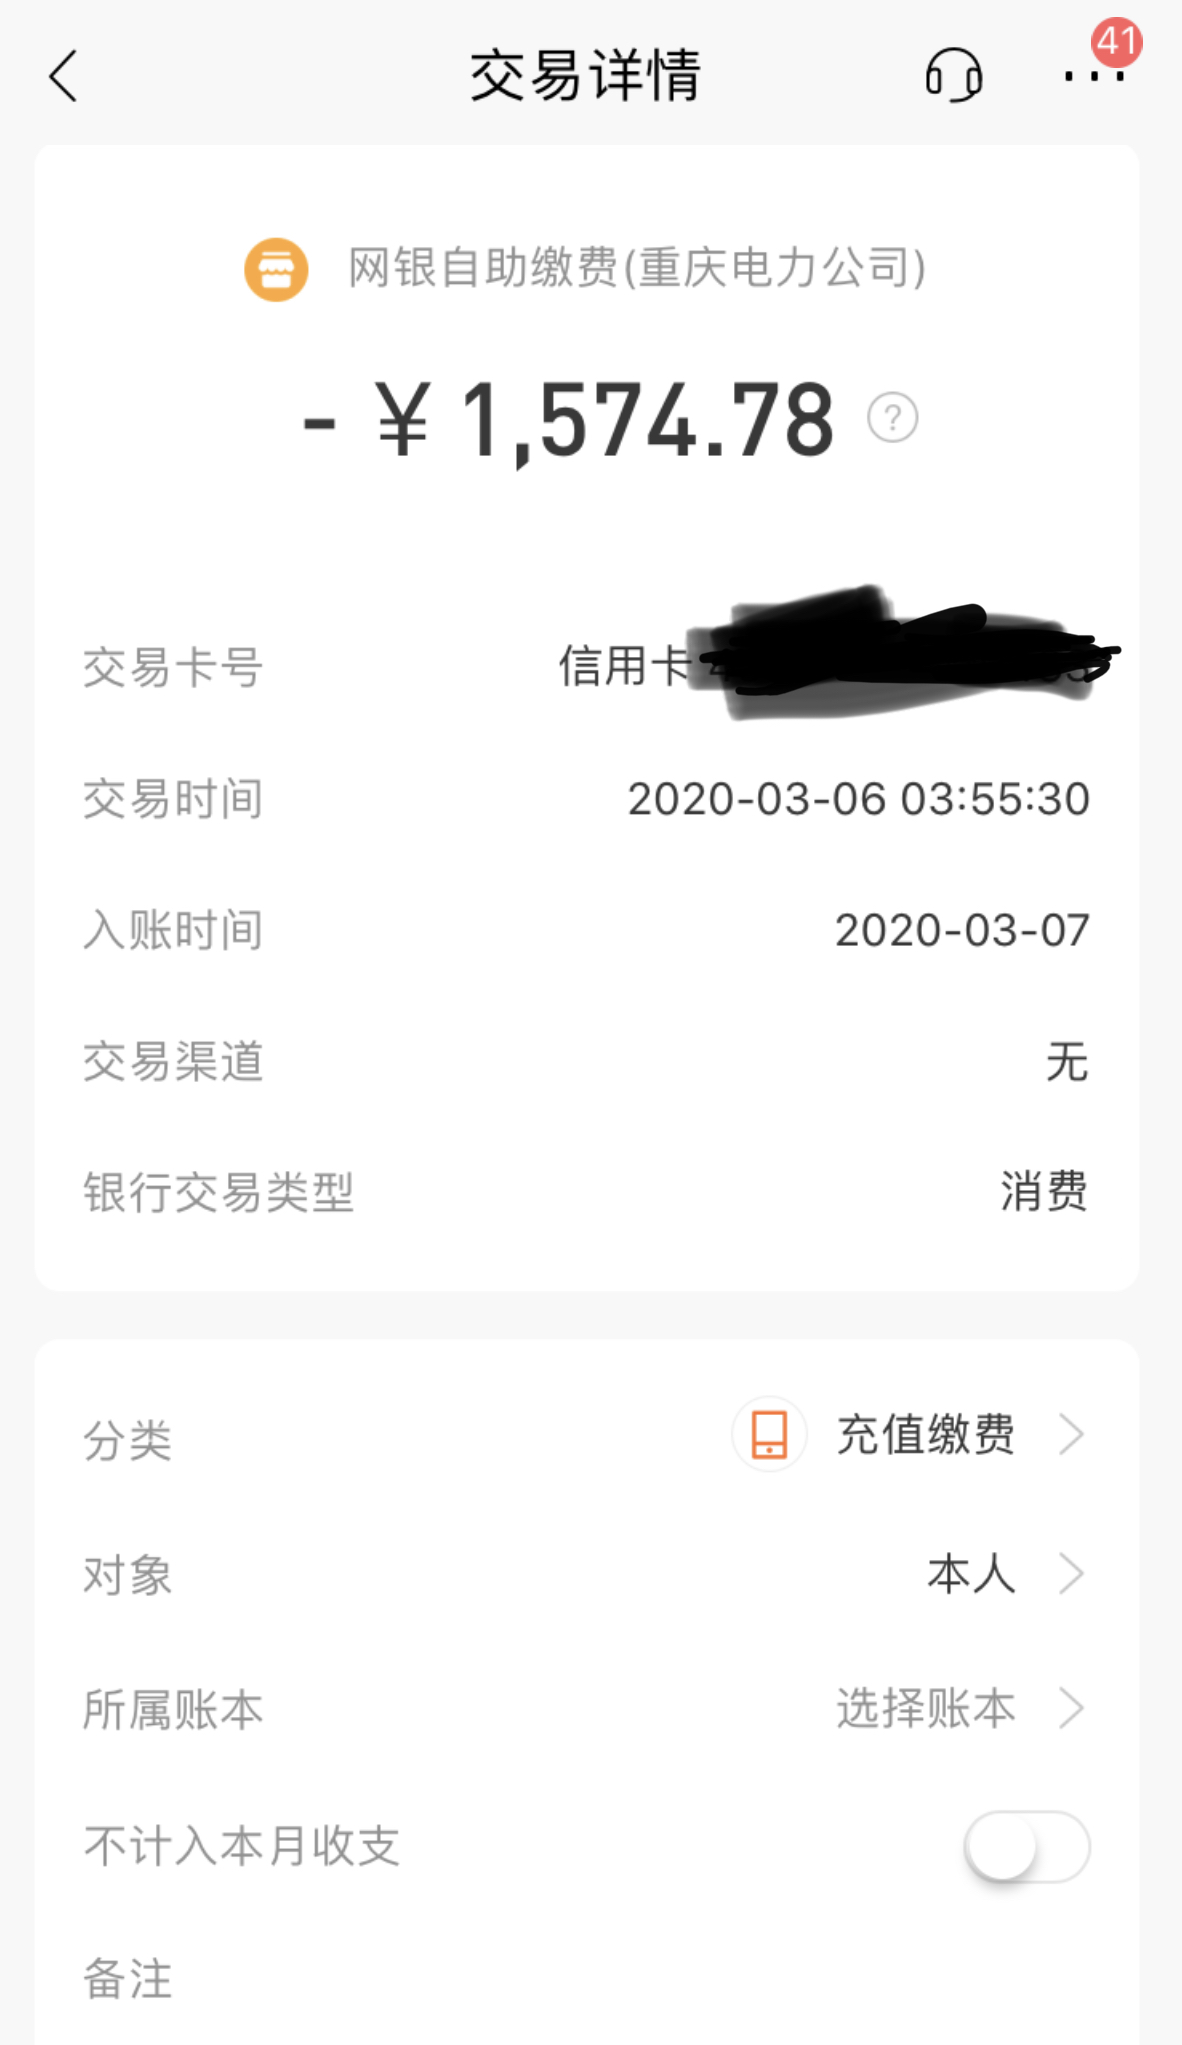 交易详情
41
网银自助缴费(重庆电力公司)
- ¥ 1,574.78 ?
交易卡号 信用卡
交易时间 2020-03-06 03:55:30
入账时间 2020-03-07
交易渠道 无
银行交易类型 消费
分类 充值缴费
对象 本人
所属账本 选择账本
不计入本月收支
备注